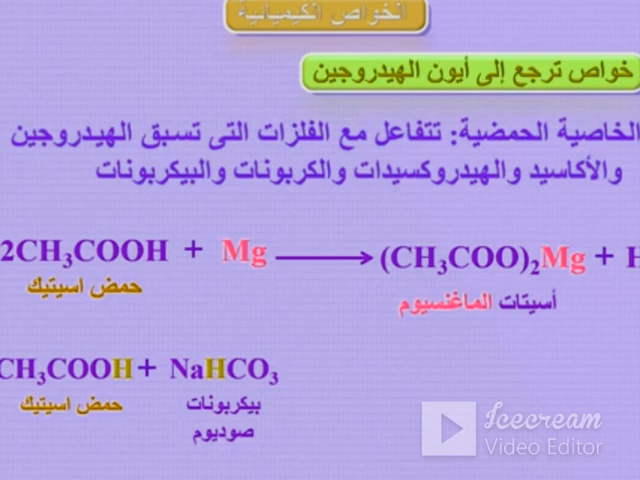 الخواص الكيميائية
خواص ترجع إلى أيون الهيدروجين
الخاصية الحمضية: تتفاعل مع الفلزات التى تسبق الهيدروجين
والأكاسيد والهيدروكسيدات والكربونات والبيكربونات
2CH₃COOH + Mg ⟶ (CH₃COO)₂Mg + H
حمض اسيتيك
أسيتات الماغنسيوم
CH₃COOH + NaHCO₃
حمض اسيتيك
بيكربونات
صوديوم
Icecream
Video Editor